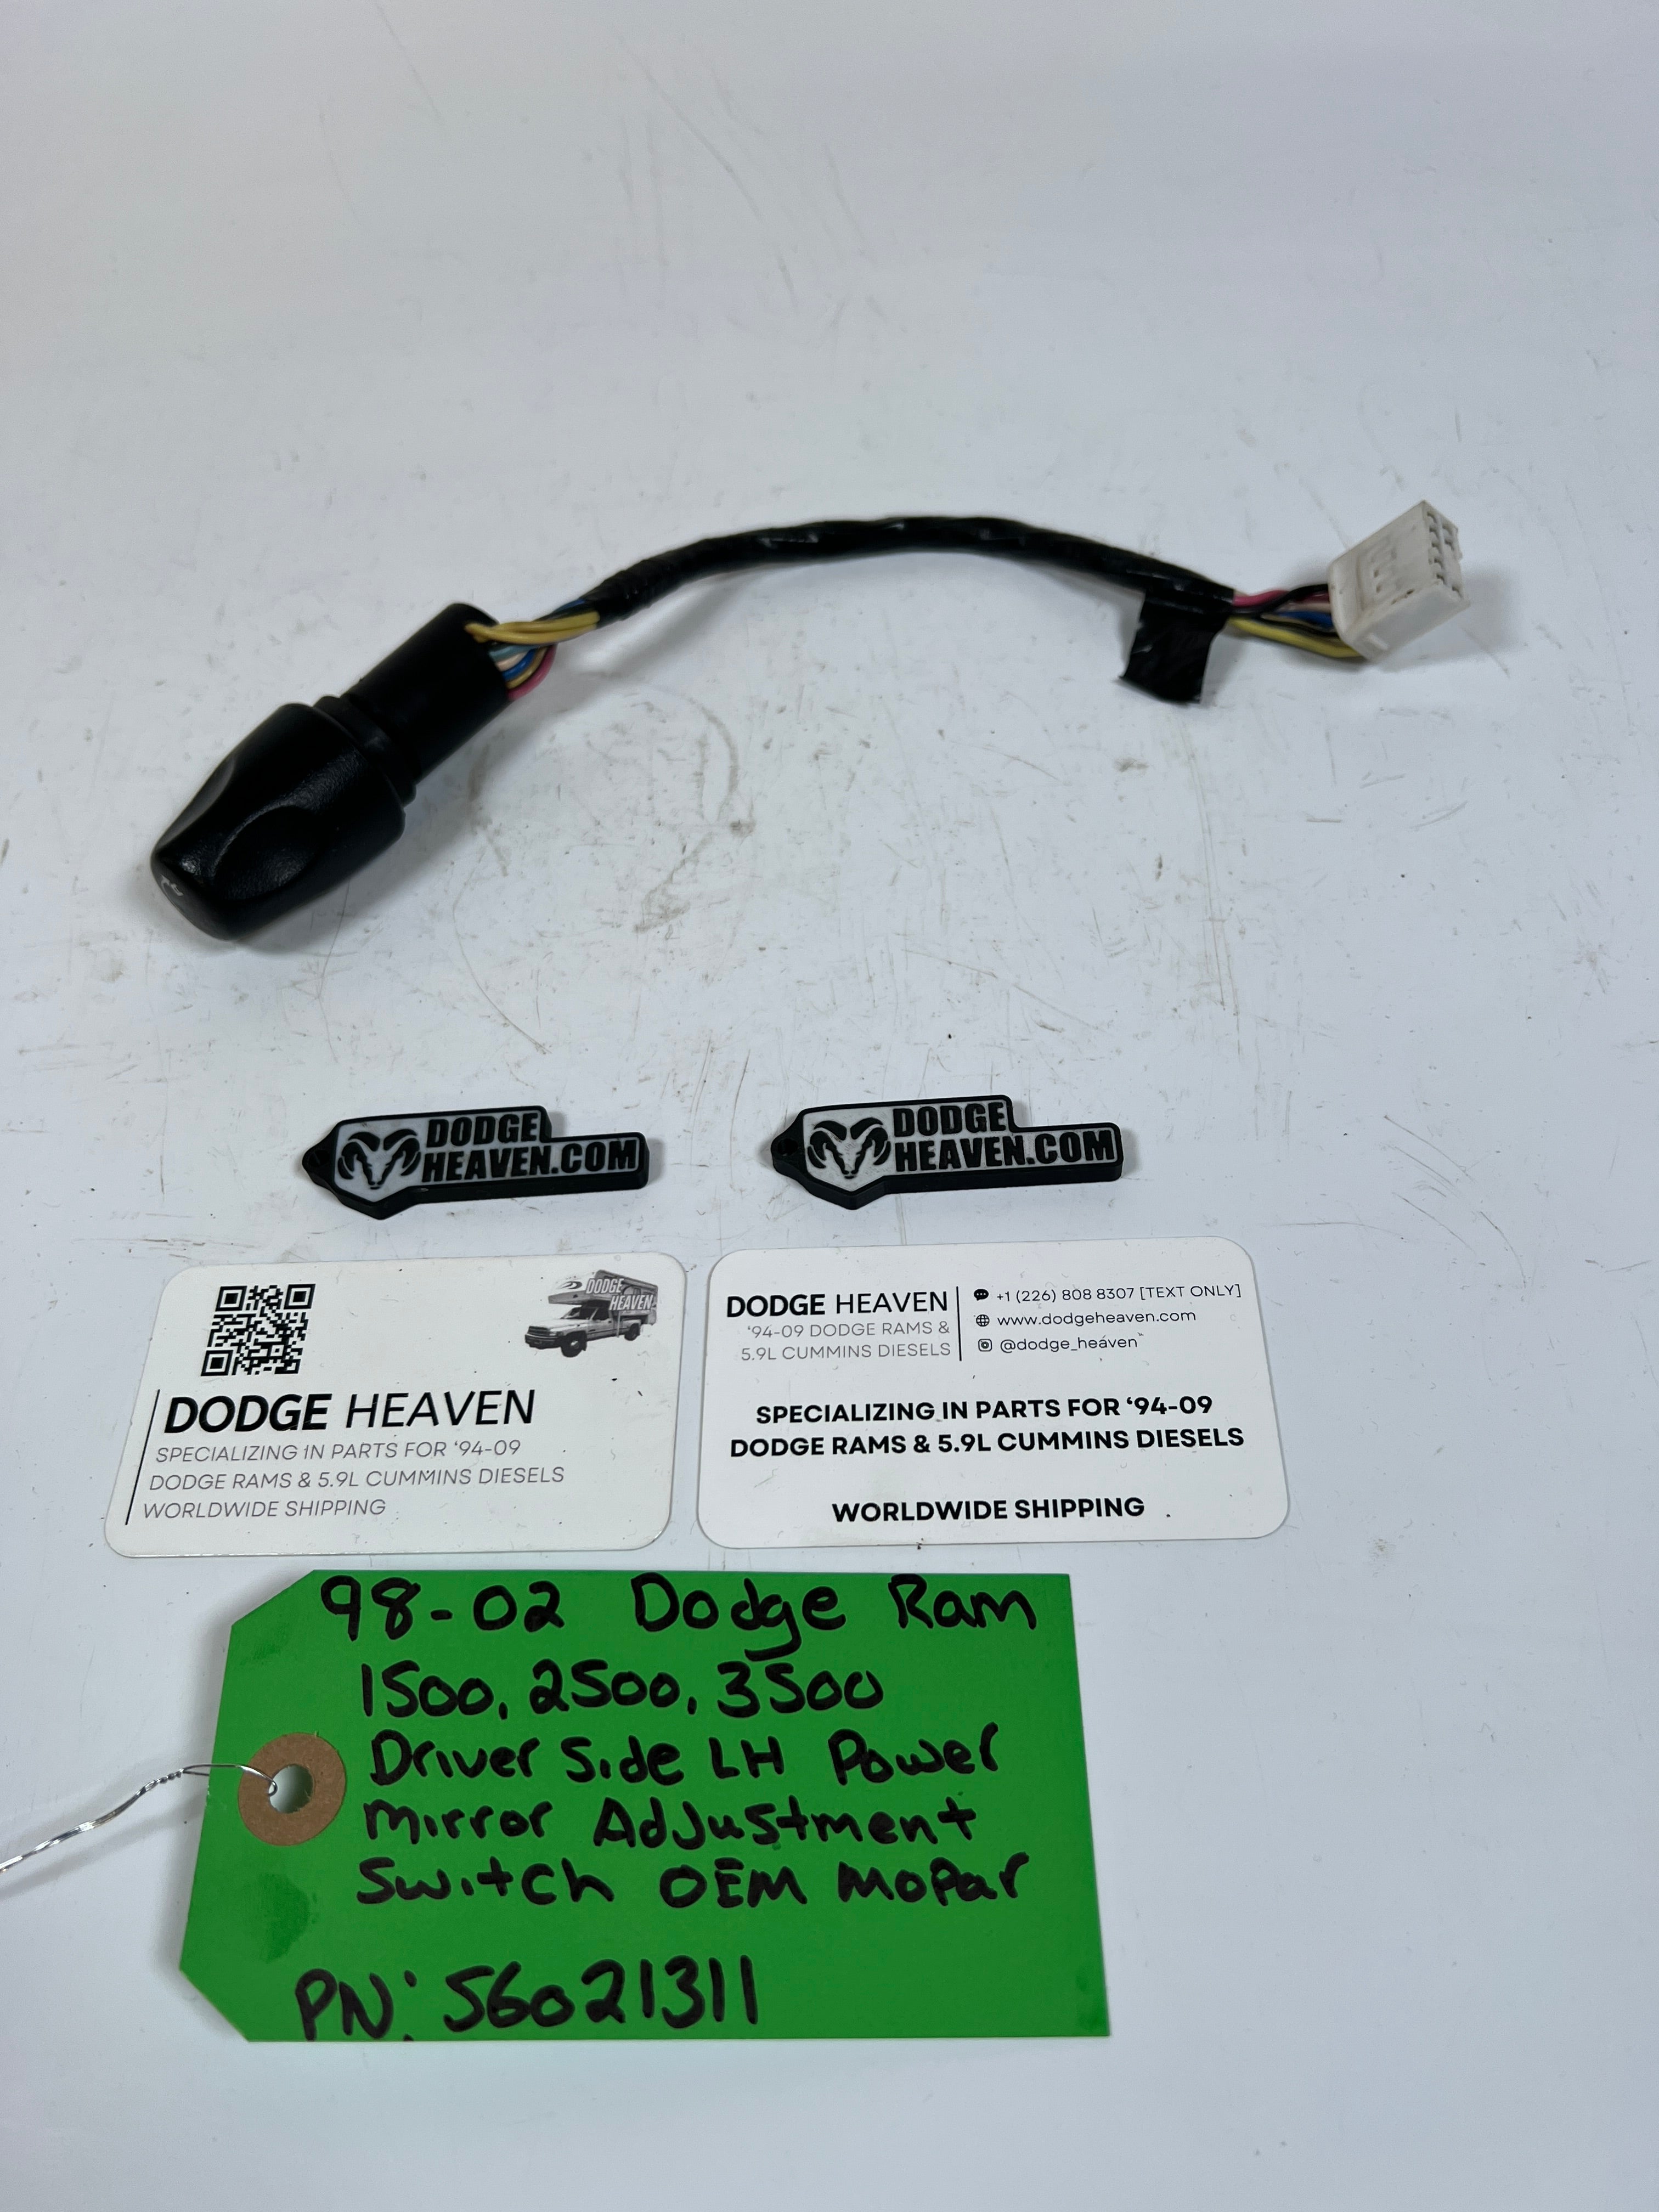 DODGE
HEAVEN.COM
DODGE
HEAVEN.COM
DODGE
HEAVEN
DODGE HEAVEN
SPECIALIZING IN PARTS FOR ‘94-09
DODGE RAMS & 5.9L CUMMINS DIESELS
WORLDWIDE SHIPPING
DODGE HEAVEN
‘94-09 DODGE RAMS &
5.9L CUMMINS DIESELS
+1 (226) 808 8307 [TEXT ONLY]
www.dodgeheaven.com
@dodge_heaven
SPECIALIZING IN PARTS FOR ‘94-09
DODGE RAMS & 5.9L CUMMINS DIESELS
WORLDWIDE SHIPPING
98-02 Dodge Ram
1500, 2500, 3500
Driver Side LH Power
Mirror Adjustment
Switch OEM Mopar
PN: 56021311